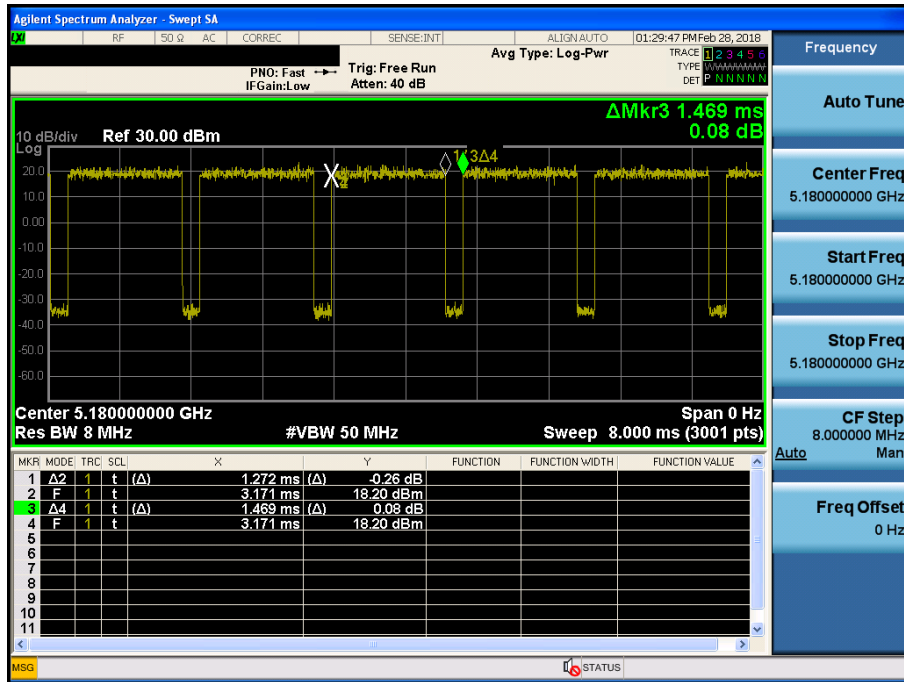 Agilent Spectrum Analyzer - Swept SA
LXI RF 50 Ω AC CORREC SENSE:INT ALIGN AUTO 01:29:47 PM Feb 28, 2018
Frequency
Avg Type: Log-Pwr
TRACE 1 2 3 4 5 6
PNO: Fast Trig: Free Run
TYPE WWWWWW
IFGain:Low Atten: 40 dB
DET P N N N N N
Auto Tune
ΔMkr3 1.469 ms
0.08 dB
10 dB/div Ref 30.00 dBm
Log
3Δ4
20.0
10.0
0.00
-10.0
-20.0
-30.0
-40.0
-50.0
-60.0
Center Freq
5.180000000 GHz
Start Freq
5.180000000 GHz
Stop Freq
5.180000000 GHz
Center 5.180000000 GHz Span 0 Hz
Res BW 8 MHz #VBW 50 MHz Sweep 8.000 ms (3001 pts)
CF Step
8.000000 MHz
Auto Man
Freq Offset
0 Hz
MKR MODE TRC SCL X Y FUNCTION FUNCTION WIDTH FUNCTION VALUE
1 Δ2 1 t (Δ) 1.272 ms (Δ) -0.26 dB
2 F 1 t 3.171 ms 18.20 dBm
3 Δ4 1 t (Δ) 1.469 ms (Δ) 0.08 dB
4 F 1 t 3.171 ms 18.20 dBm
5
6
7
8
9
10
11
MSG STATUS